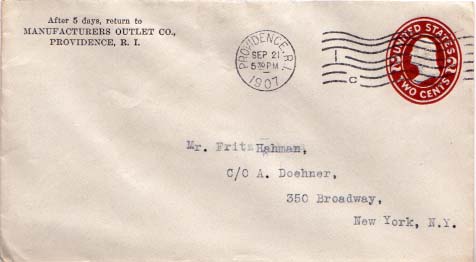 After 5 days, return to
MANUFACTURERS OUTLET CO.,
PROVIDENCE, R. I.
PROVIDENCE, R.I.
SEP 21
5 30 PM
1907
1
C
UNITED STATES
2 2
TWO CENTS
Mr. Fritz Hahman,
C/O A. Doehner,
350 Broadway,
New York, N.Y.